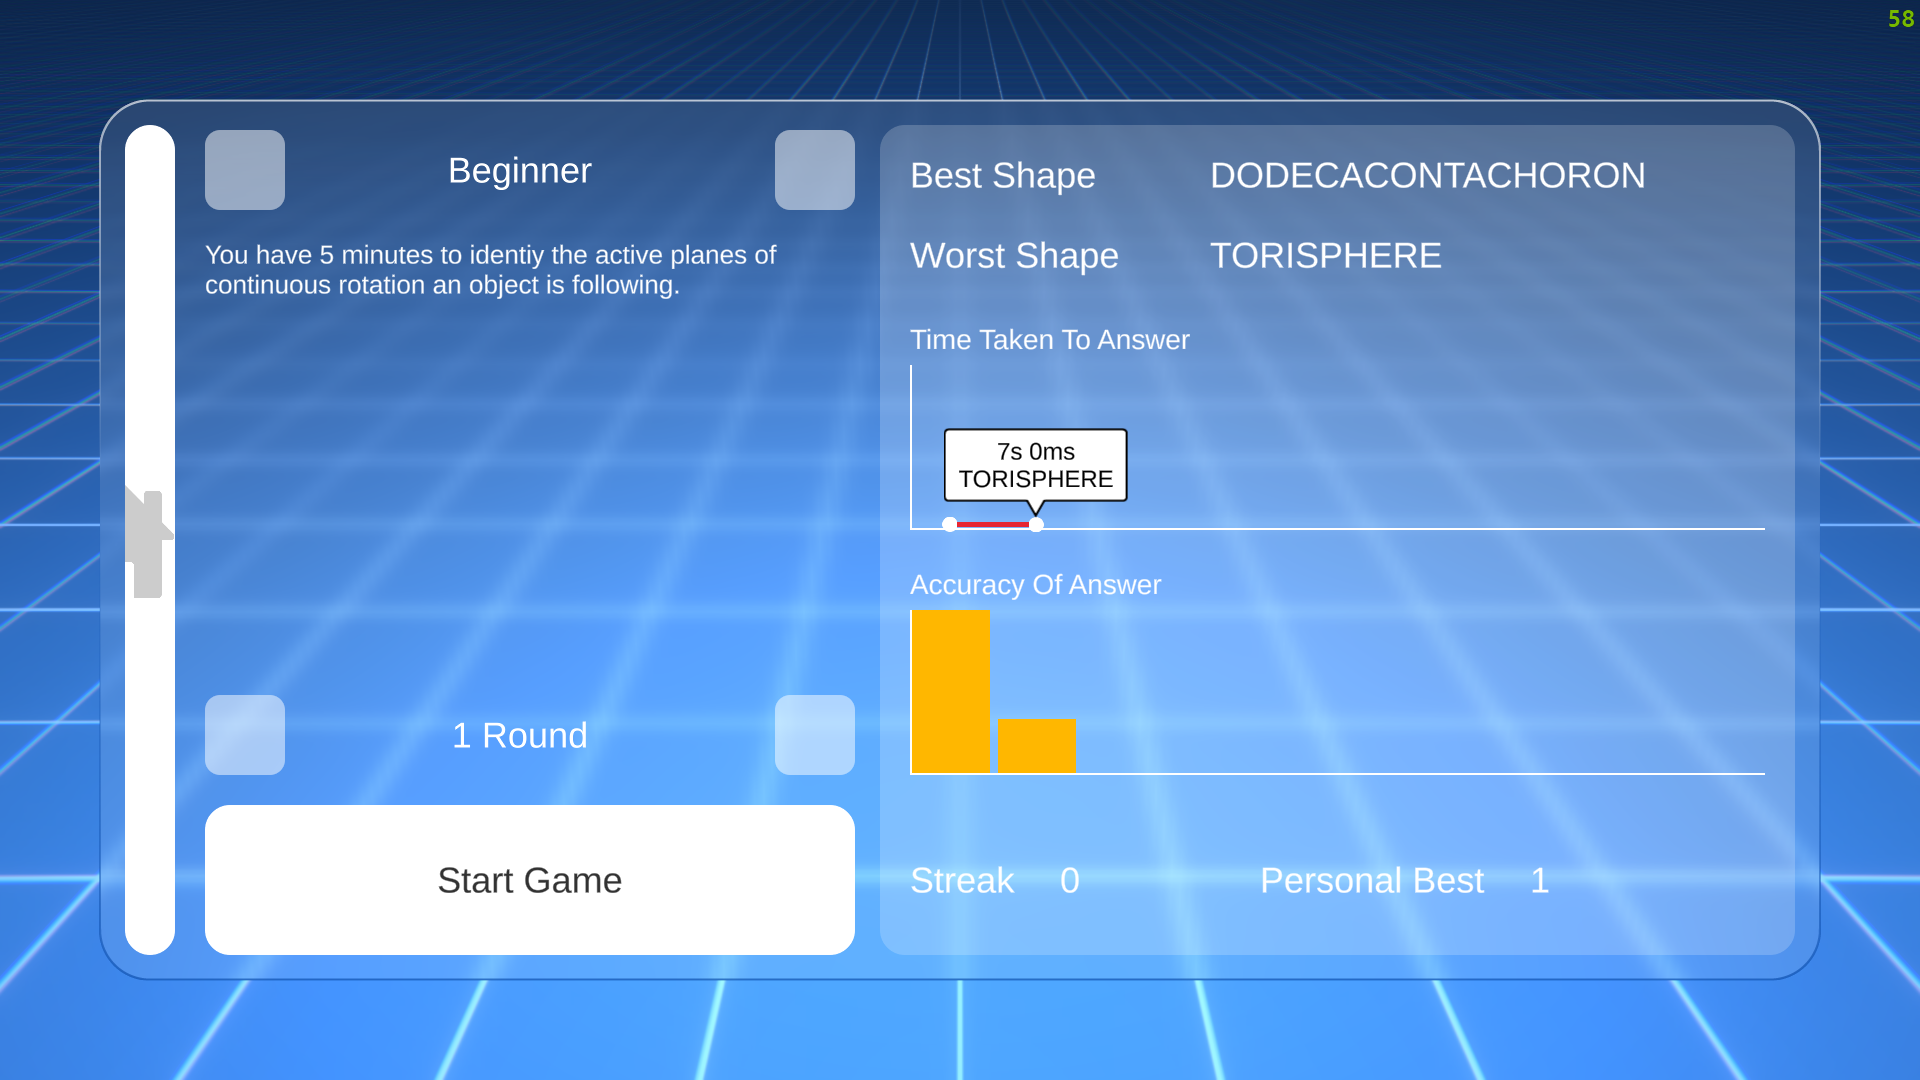 58
Beginner
You have 5 minutes to identiy the active planes of
continuous rotation an object is following.
1 Round
Start Game
Best Shape DODECACONTACHORON
Worst Shape TORISPHERE
Time Taken To Answer
7s 0ms
TORISPHERE
Accuracy Of Answer
Streak 0 Personal Best 1